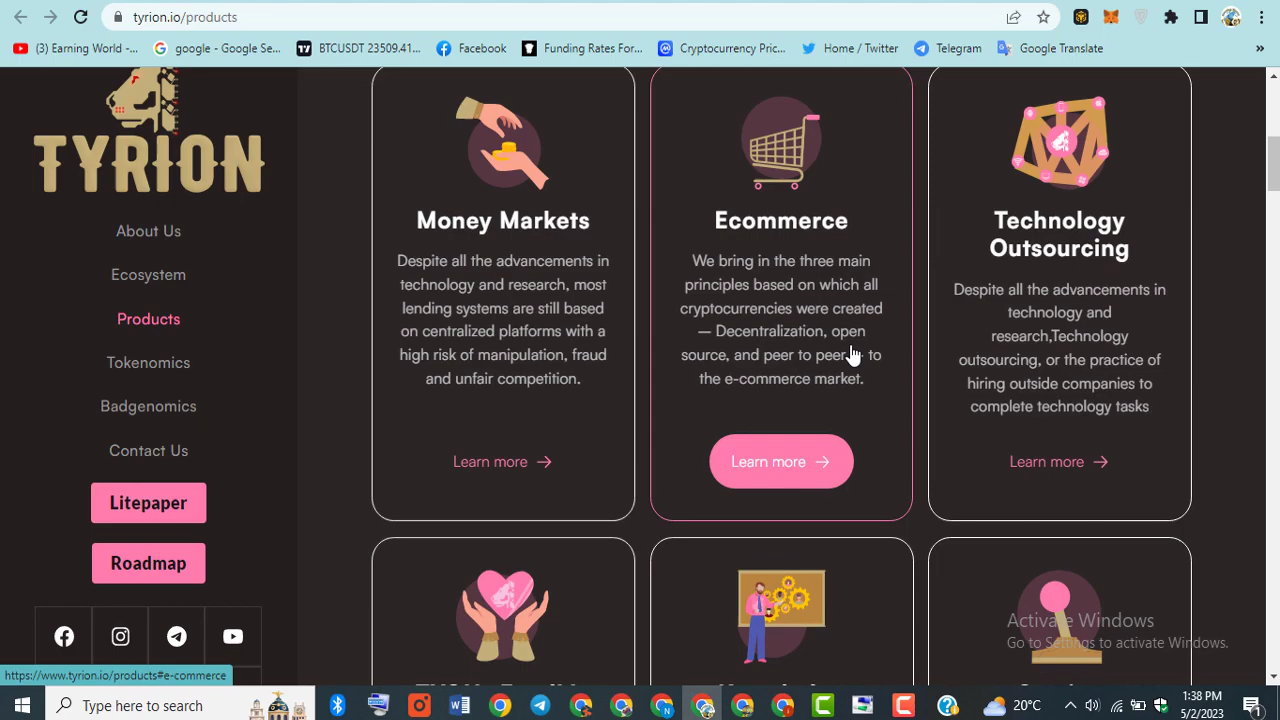 tyrion.io/products
(3) Earning World -...
google - Google Se...
BTCUSDT 23509.41...
Facebook
Funding Rates For...
Cryptocurrency Pric...
Home / Twitter
Telegram
Google Translate
»
TYRION
About Us
Ecosystem
Products
Tokenomics
Badgenomics
Contact Us
Litepaper
Roadmap
Money Markets
Despite all the advancements in
technology and research, most
lending systems are still based
on centralized platforms with a
high risk of manipulation, fraud
and unfair competition.
Learn more →
Ecommerce
We bring in the three main
principles based on which all
cryptocurrencies were created
— Decentralization, open
source, and peer to peer to
the e-commerce market.
Learn more →
Technology
Outsourcing
Despite all the advancements in
technology and
research,Technology
outsourcing, or the practice of
hiring outside companies to
complete technology tasks
Learn more →
Activate Windows
Go to Settings to activate Windows.
https://www.tyrion.io/products#e-commerce
Type here to search
20°C
1:38 PM
5/2/2023